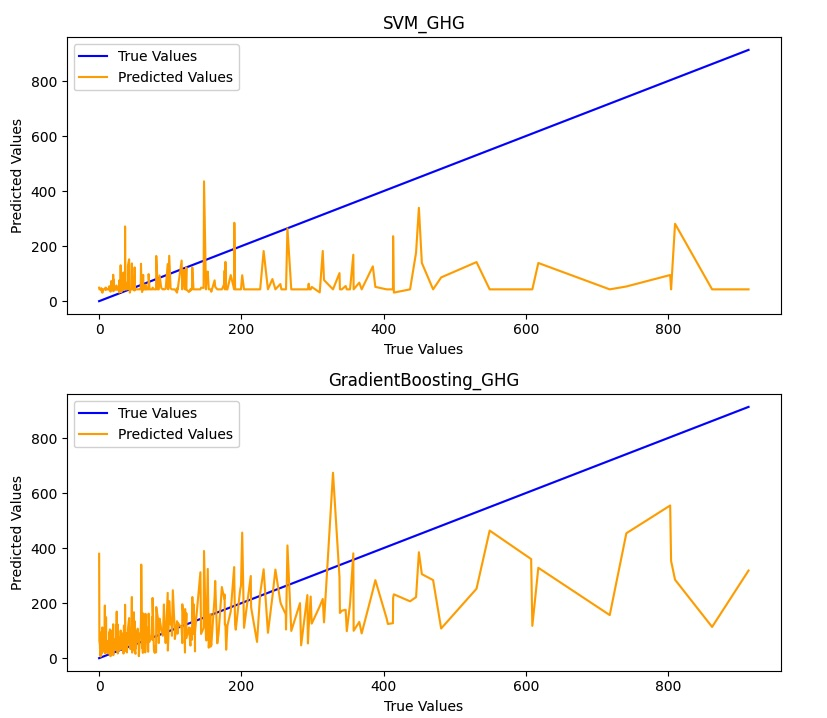 SVM_GHG
True Values
Predicted Values
800
600
400
200
0
Predicted Values
0 200 400 600 800
True Values
GradientBoosting_GHG
True Values
Predicted Values
800
600
400
200
0
Predicted Values
0 200 400 600 800
True Values